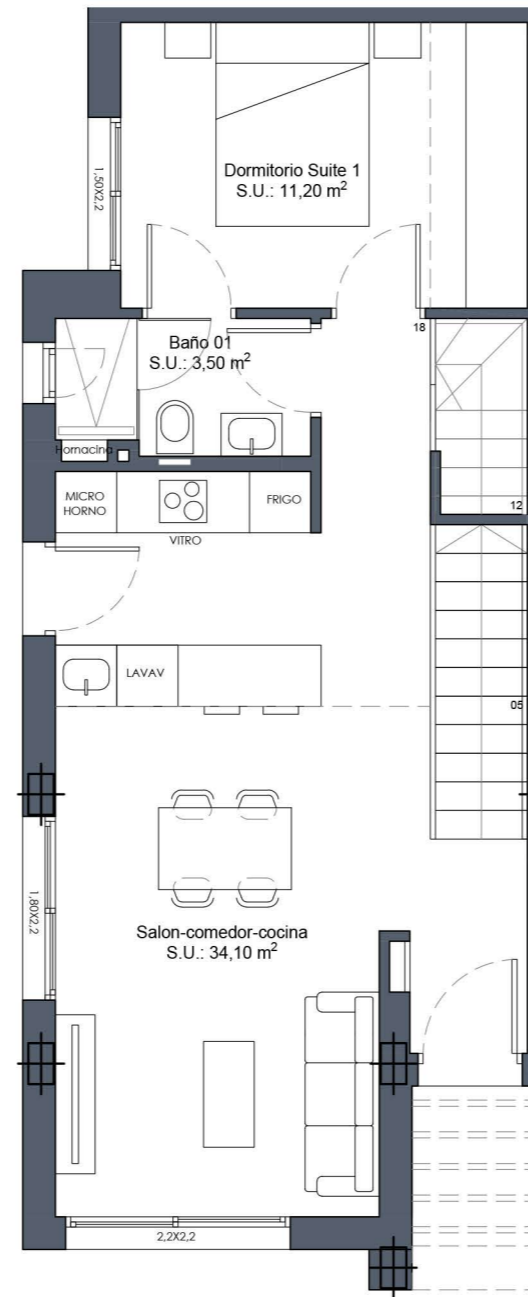 1,50X2,2
Dormitorio Suite 1
S.U.: 11,20 m²
18
Baño 01
S.U.: 3,50 m²
Hornacina
MICRO
HORNO
VITRO
FRIGO
12
LAVAV
05
1,80X2,2
Salon-comedor-cocina
S.U.: 34,10 m²
2,2X2,2